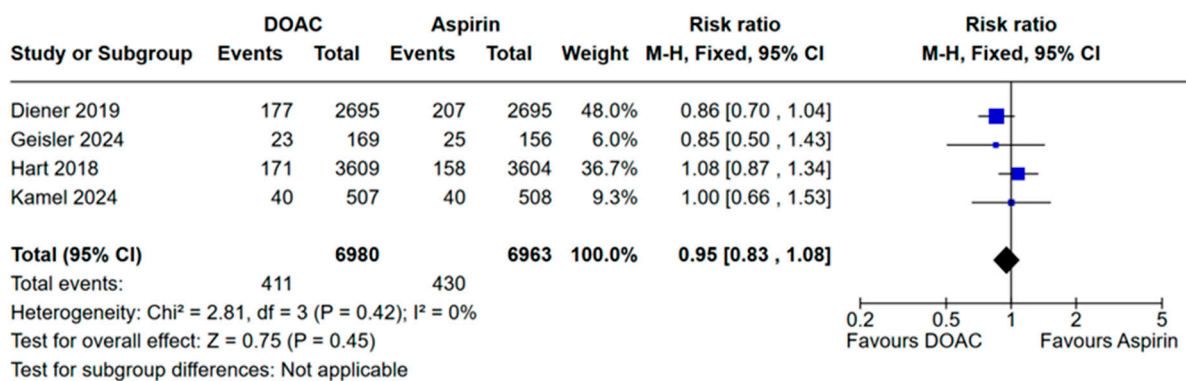 DOAC Aspirin Risk ratio Risk ratio
Study or Subgroup Events Total Events Total Weight M-H, Fixed, 95% CI M-H, Fixed, 95% CI
Diener 2019 177 2695 207 2695 48.0% 0.86 [0.70 , 1.04]
Geisler 2024 23 169 25 156 6.0% 0.85 [0.50 , 1.43]
Hart 2018 171 3609 158 3604 36.7% 1.08 [0.87 , 1.34]
Kamel 2024 40 507 40 508 9.3% 1.00 [0.66 , 1.53]
Total (95% CI) 6980 6963 100.0% 0.95 [0.83 , 1.08]
Total events: 411 430
Heterogeneity: Chi² = 2.81, df = 3 (P = 0.42); I² = 0%
Test for overall effect: Z = 0.75 (P = 0.45)
Test for subgroup differences: Not applicable
0.2 0.5 1 2 5
Favours DOAC Favours Aspirin